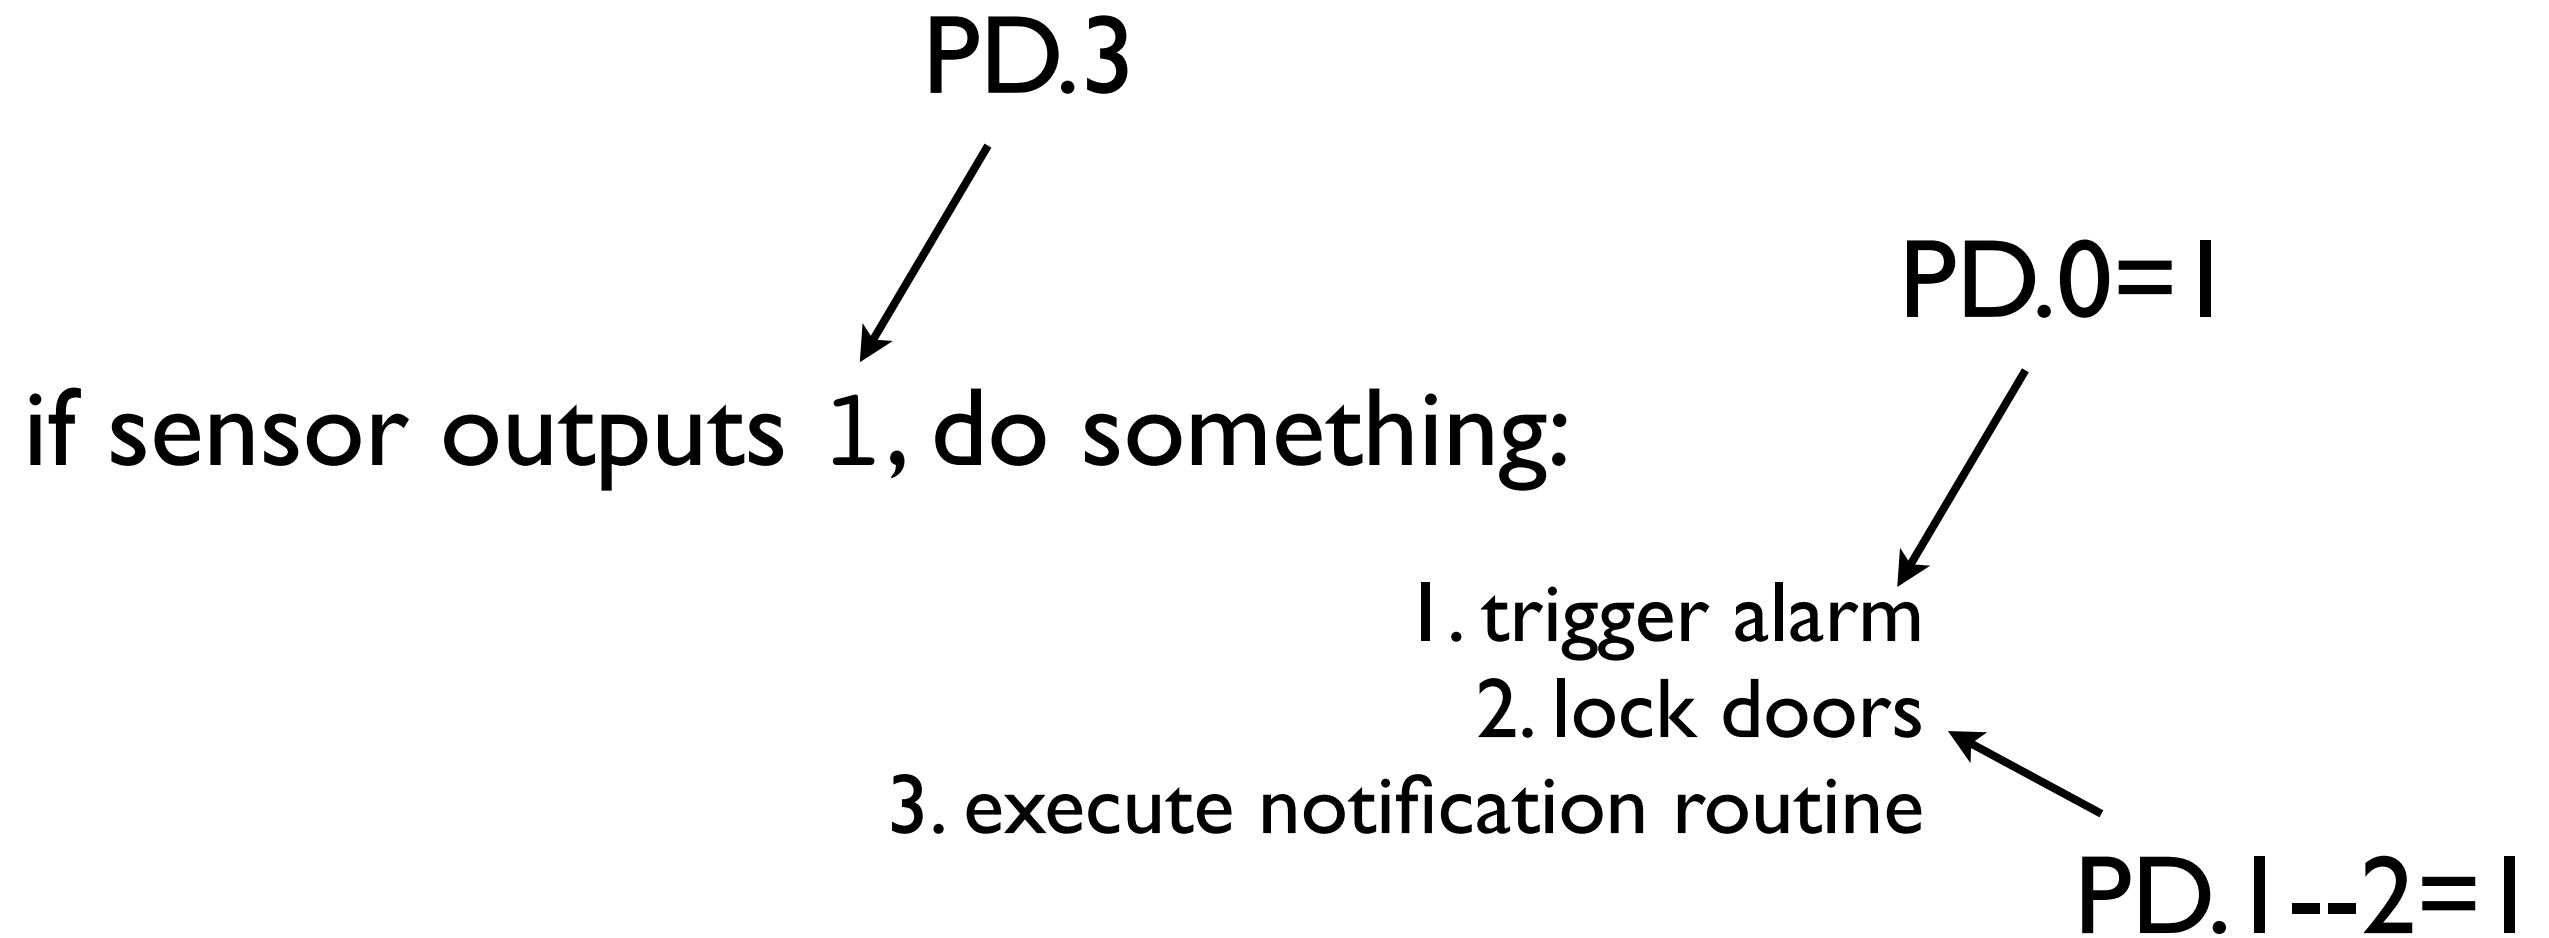 PD.3
PD.0=1
if sensor outputs 1, do something:
1. trigger alarm
2. lock doors
3. execute notification routine
PD.1--2=1